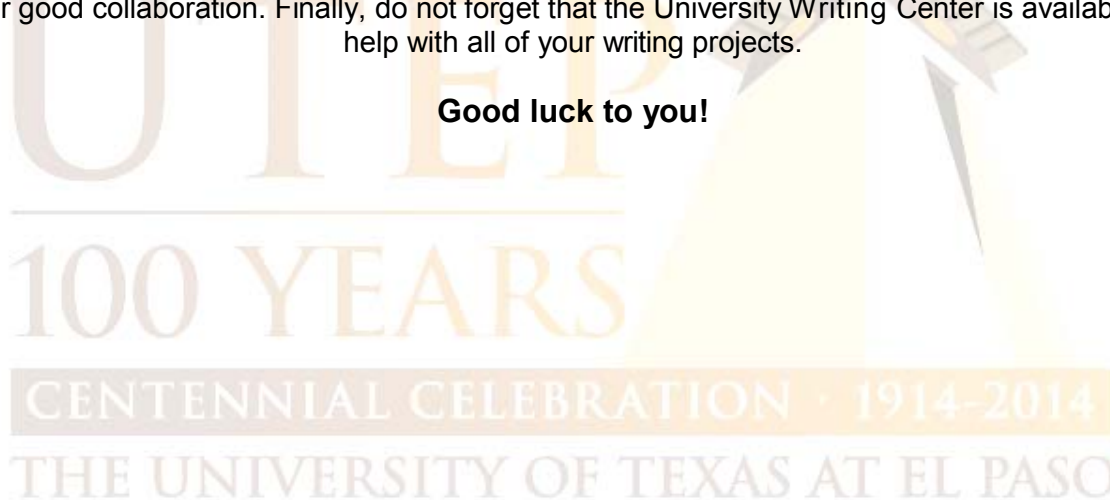 r good collaboration. Finally, do not forget that the University Writing Center is availab
help with all of your writing projects.
Good luck to you!
UTEP
100 YEARS
CENTENNIAL CELEBRATION · 1914-2014
THE UNIVERSITY OF TEXAS AT EL PASO